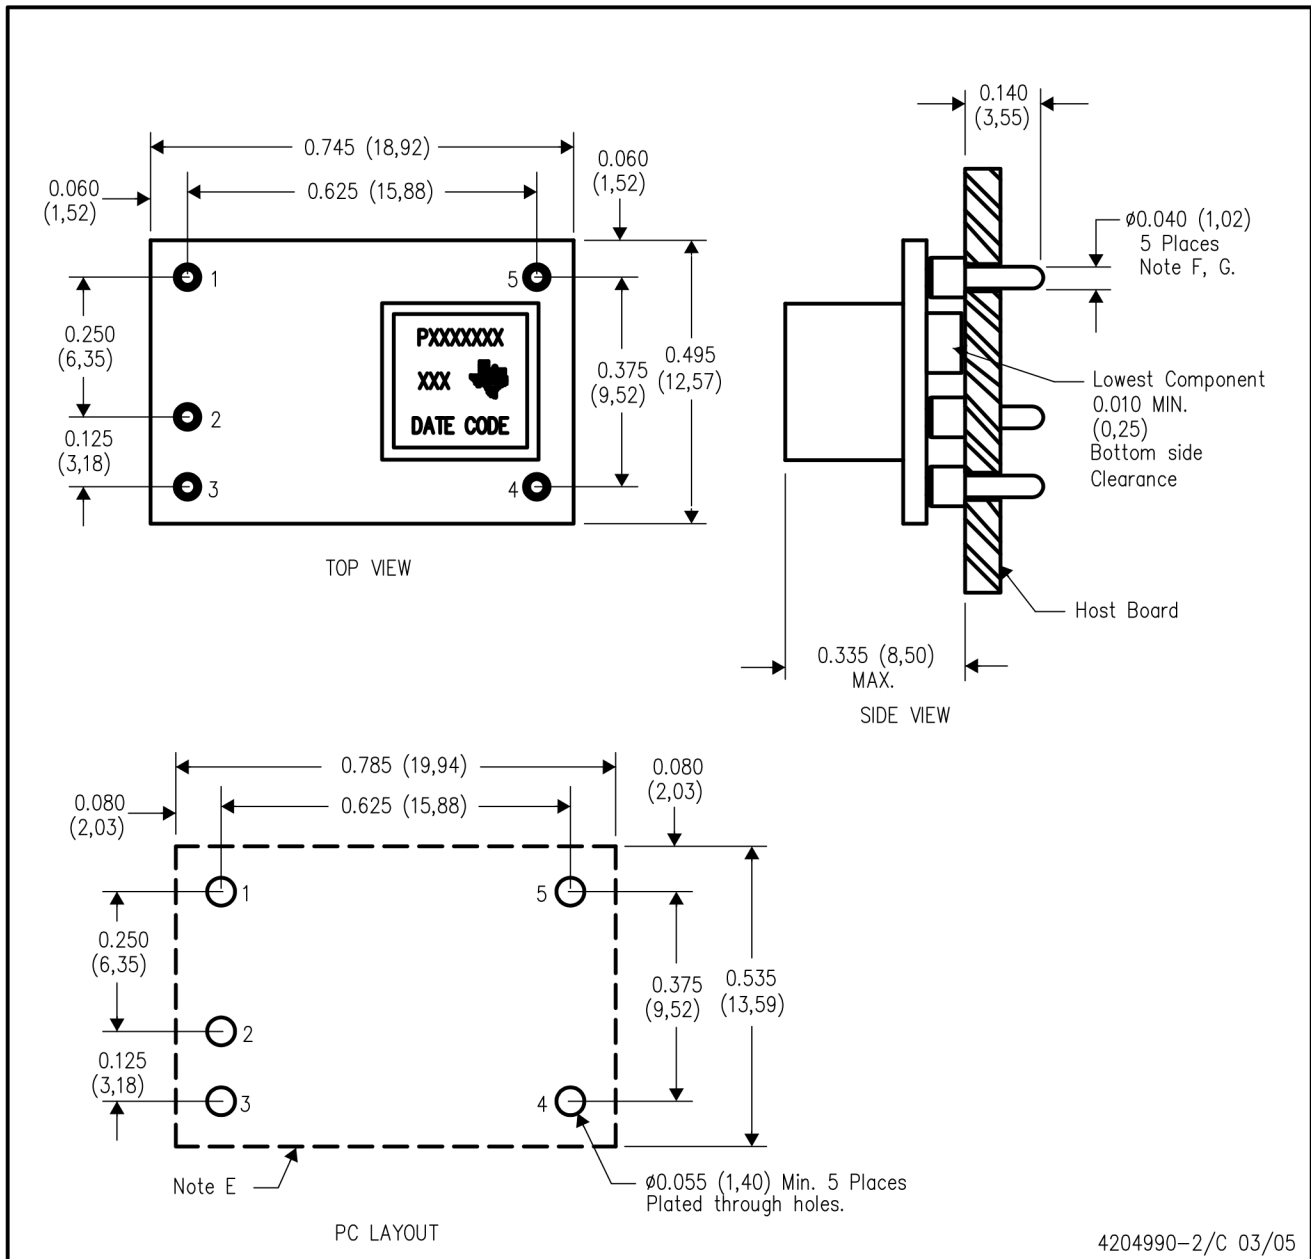 0.745 (18,92)
0.060
(1,52)
0.625 (15,88)
0.060
(1,52)
1
5
0.250
(6,35)
PXXXXXXX
XXX
DATE CODE
0.375
(9,52)
0.495
(12,57)
2
0.125
(3,18)
3
4
TOP VIEW
0.140
(3,55)
ø0.040 (1,02)
5 Places
Note F, G.
Lowest Component
0.010 MIN.
(0,25)
Bottom side
Clearance
Host Board
0.335 (8,50)
MAX.
SIDE VIEW
0.785 (19,94)
0.080
(2,03)
0.625 (15,88)
0.080
(2,03)
1
5
0.250
(6,35)
0.375
(9,52)
0.535
(13,59)
2
0.125
(3,18)
3
4
Note E
ø0.055 (1,40) Min. 5 Places
Plated through holes.
PC LAYOUT
4204990-2/C 03/05